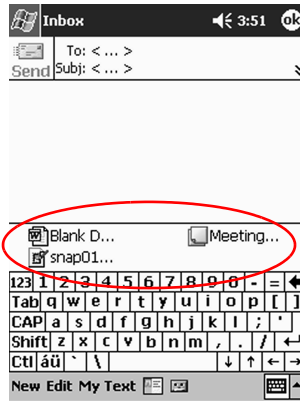 Inbox 3:51 ok
To: < ... >
Send Subj: < ... >
Blank D... Meeting...
snap01...
123 1 2 3 4 5 6 7 8 9 0 - =
Tab q w e r t y u i o p [ ]
CAP a s d f g h j k l ; '
Shift z x c v b n m , . /
Ctl áü ` \
New Edit My Text